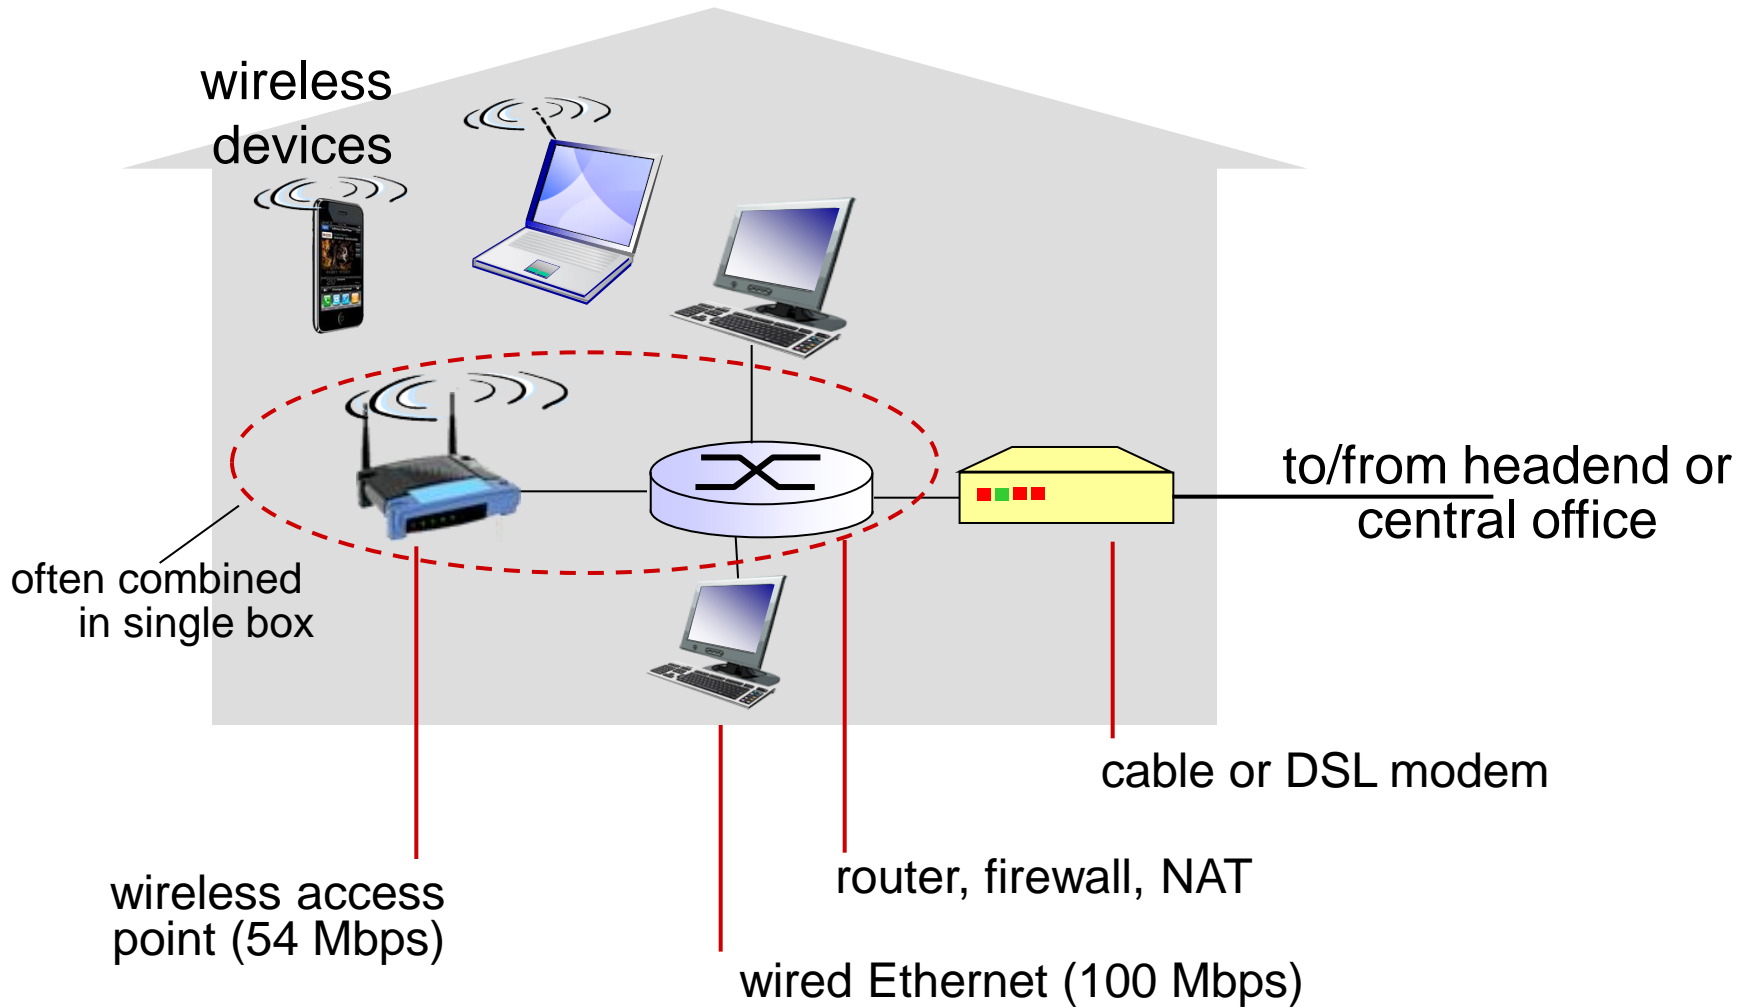 wireless
devices
to/from headend or
central office
often combined
in single box
cable or DSL modem
router, firewall, NAT
wireless access
point (54 Mbps)
wired Ethernet (100 Mbps)